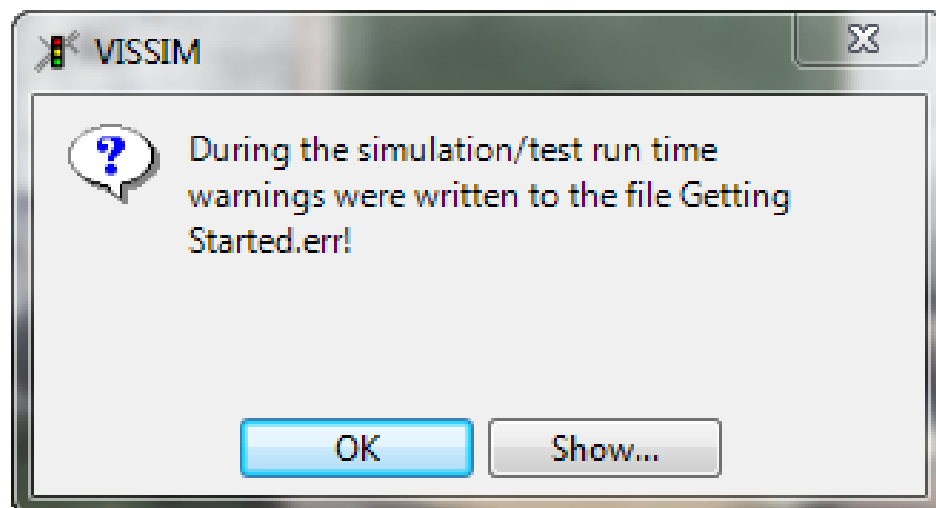 VISSIM
During the simulation/test run time
warnings were written to the file Getting
Started.err!
OK
Show...